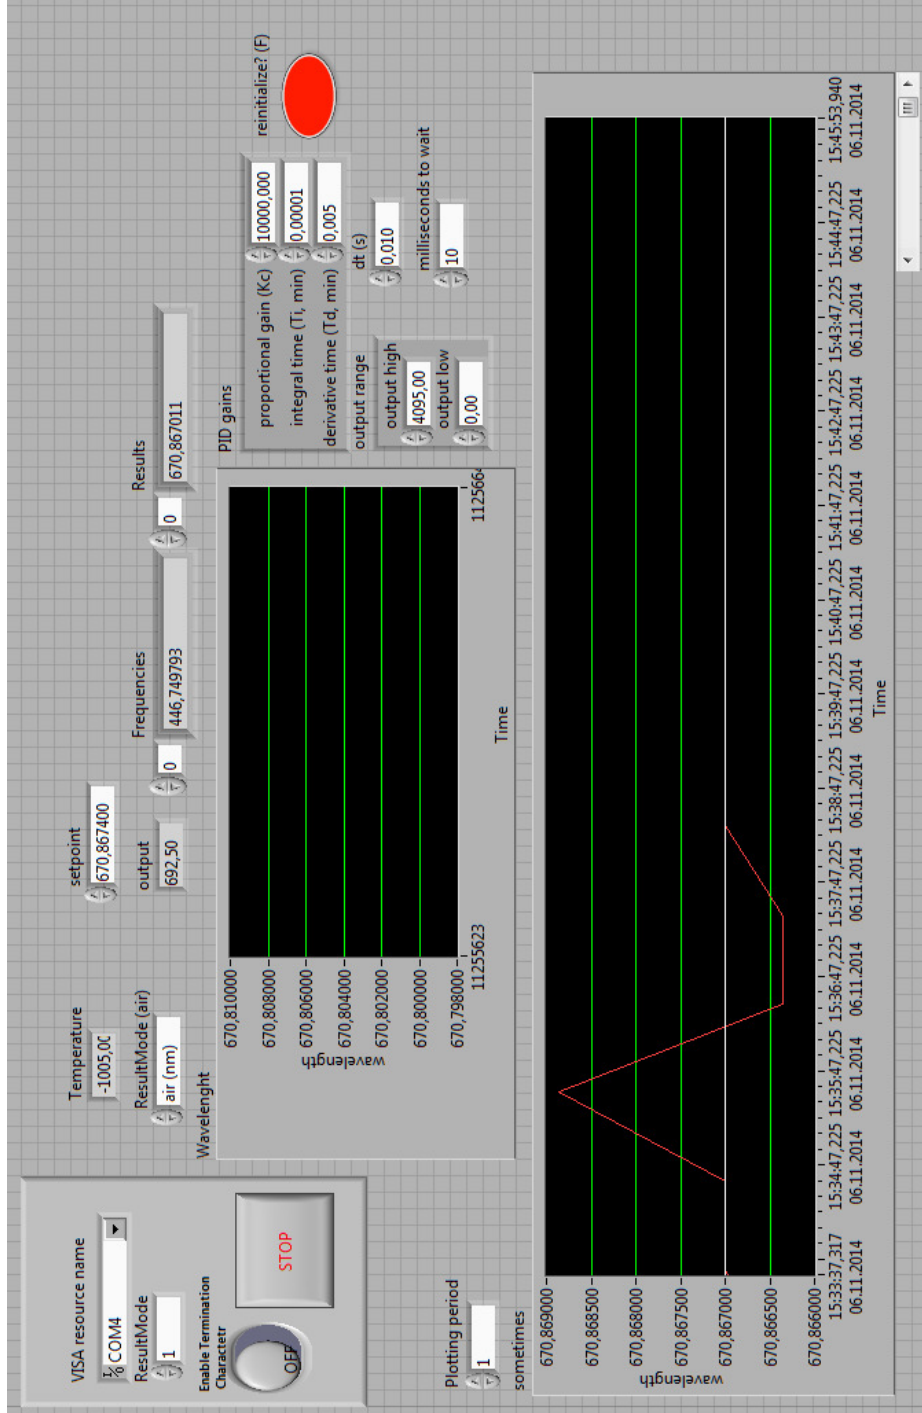 VISA resource name
COM4
ResultMode
1
Enable Termination
Charactetr
OFF
STOP
Temperature
-1005,00
ResultMode (air)
air (nm)
setpoint
670,867400
output
692,50
Frequencies
0
446,749793
Results
0
670,867011
Wavelenght
670,810000
670,808000
670,806000
670,804000
670,802000
670,800000
670,798000
wavelength
11255623
1125664
Time
PID gains
proportional gain (Kc)
10000,000
integral time (Ti, min)
0,00001
derivative time (Td, min)
0,005
reinitialize? (F)
output range
output high
4095,00
output low
0,00
dt (s)
0,010
milliseconds to wait
10
Plotting period
1
sometimes
670,869000
670,868500
670,868000
670,867500
670,867000
670,866500
670,866000
wavelength
15:33:37,317 15:34:47,225 15:35:47,225 15:36:47,225 15:37:47,225 15:38:47,225 15:39:47,225 15:40:47,225 15:41:47,225 15:42:47,225 15:43:47,225 15:44:47,225 15:45:53,940
06.11.2014 06.11.2014 06.11.2014 06.11.2014 06.11.2014 06.11.2014 06.11.2014 06.11.2014 06.11.2014 06.11.2014 06.11.2014 06.11.2014 06.11.2014
Time